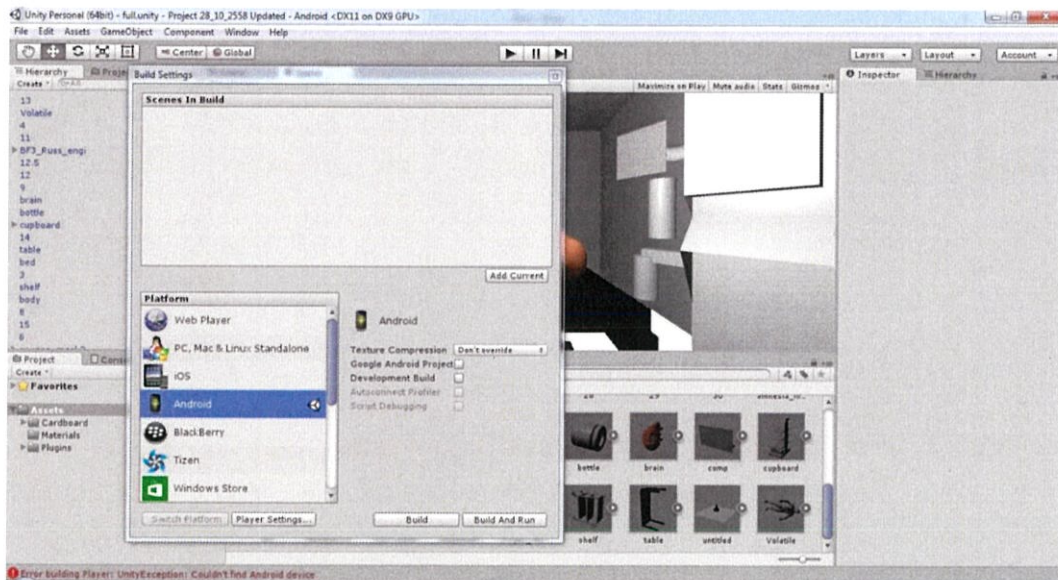 Unity Personal (64bit) - full.unity - Project 28_10_2558 Updated - Android <DX11 on DX9 GPU>
File Edit Assets GameObject Component Window Help
Center Global
Layers Layout Account
Hierarchy
Create
Build Settings
Inspector Hierarchy
Maximize on Play Mute audio Stats Gizmos
Scenes In Build
13
Volatile
4
11
BF3_Russ_engi
12.5
12
9
brain
bottle
cupboard
14
table
bed
3
shelf
body
8
15
6
Add Current
Platform
Web Player
PC, Mac & Linux Standalone
iOS
Android
BlackBerry
Tizen
Windows Store
Android
Texture Compression Don't override
Google Android Project
Development Build
Autoconnect Profiler
Script Debugging
Switch Platform Player Settings... Build Build And Run
Project
Create
Favorites
Assets
Cardboard
Materials
Plugins
bottle brain comp cupboard
shelf table untitled Volatile
Error building Player: UnityException: Couldn't find Android device